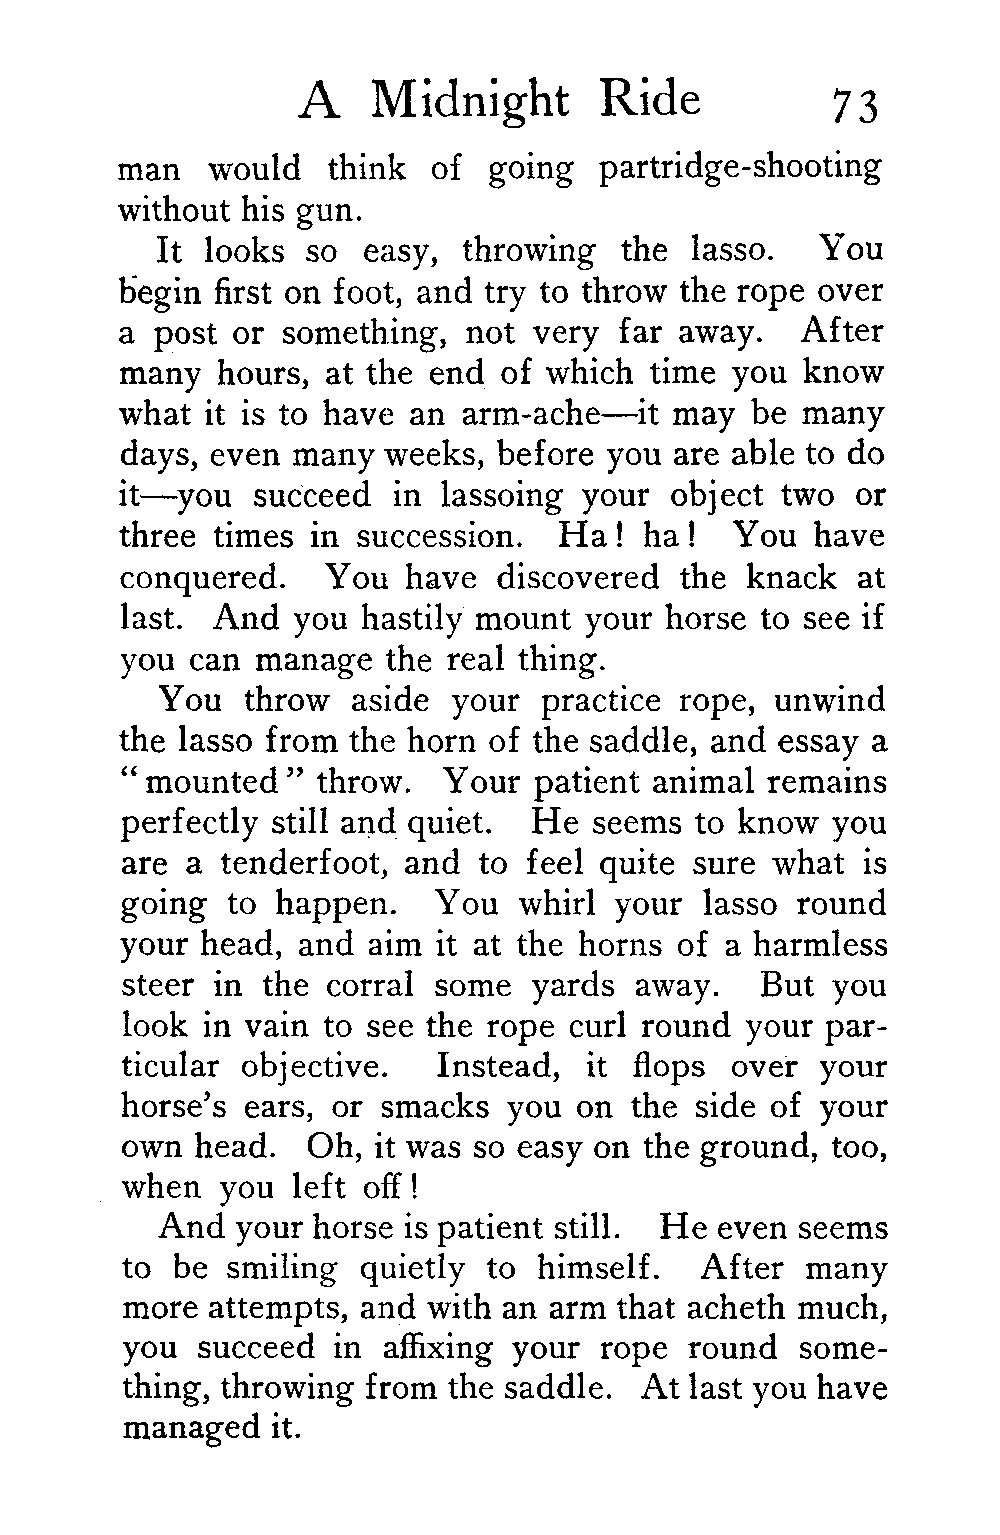 A Midnight Ride 73
man would think of going partridge-shooting
without his gun.
It looks so easy, throwing the lasso. You
begin first on foot, and try to throw the rope over
a post or something, not very far away. After
many hours, at the end of which time you know
what it is to have an arm-ache—it may be many
days, even many weeks, before you are able to do
it—you succeed in lassoing your object two or
three times in succession. Ha! ha! You have
conquered. You have discovered the knack at
last. And you hastily mount your horse to see if
you can manage the real thing.
You throw aside your practice rope, unwind
the lasso from the horn of the saddle, and essay a
“mounted” throw. Your patient animal remains
perfectly still and quiet. He seems to know you
are a tenderfoot, and to feel quite sure what is
going to happen. You whirl your lasso round
your head, and aim it at the horns of a harmless
steer in the corral some yards away. But you
look in vain to see the rope curl round your par-
ticular objective. Instead, it flops over your
horse’s ears, or smacks you on the side of your
own head. Oh, it was so easy on the ground, too,
when you left off!
And your horse is patient still. He even seems
to be smiling quietly to himself. After many
more attempts, and with an arm that acheth much,
you succeed in affixing your rope round some-
thing, throwing from the saddle. At last you have
managed it.